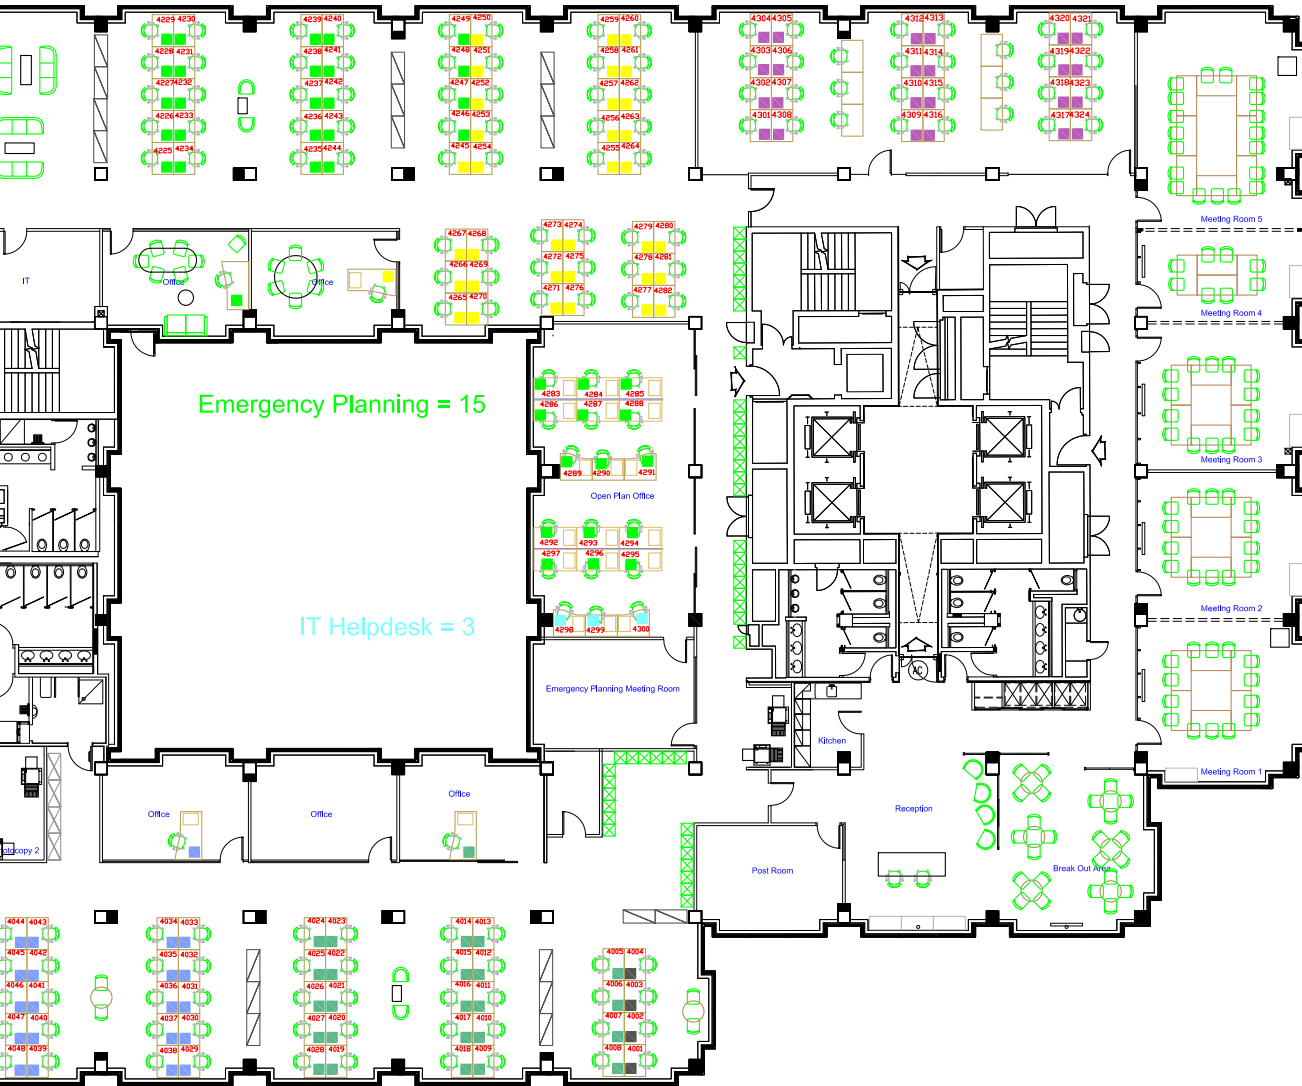 4229 4230
4228 4231
4227 4232
4226 4233
4225 4234
4239 4240
4238 4241
4237 4242
4236 4243
4235 4244
4249 4250
4248 4251
4247 4252
4246 4253
4245 4254
4259 4260
4258 4261
4257 4262
4256 4263
4255 4264
4304 4305
4303 4306
4302 4307
4301 4308
4312 4313
4311 4314
4310 4315
4309 4316
4320 4321
4319 4322
4318 4323
4317 4324
Meeting Room 5
4267 4268
4266 4269
4265 4270
4273 4274
4272 4275
4271 4276
4279 4280
4278 4281
4277 4282
IT
Office
Office
Meeting Room 4
Emergency Planning = 15
4283 4284 4285
4286 4287 4288
4289 4290 4291
Meeting Room 3
Open Plan Office
4292 4293 4294
4297 4296 4295
IT Helpdesk = 3
4298 4299 4300
Meeting Room 2
Emergency Planning Meeting Room
AC
Kitchen
Meeting Room 1
Office
Office
Office
Reception
otocopy 2
Post Room
Break Out Area
4044 4043
4045 4042
4046 4041
4047 4040
4048 4039
4034 4033
4035 4032
4036 4031
4037 4030
4038 4029
4024 4023
4025 4022
4026 4021
4027 4020
4028 4019
4014 4013
4015 4012
4016 4011
4017 4010
4018 4009
4005 4004
4006 4003
4007 4002
4008 4001